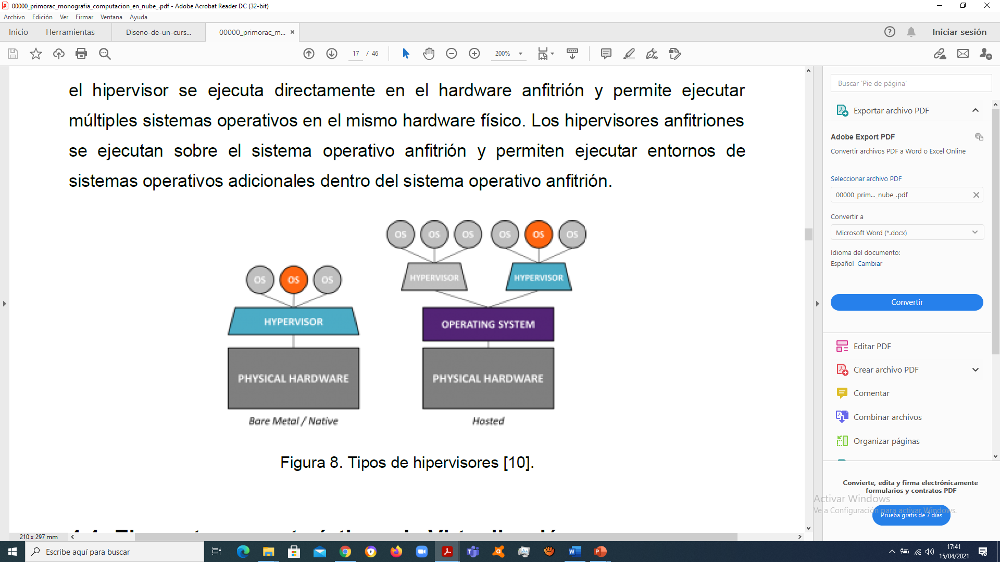 00000_primorac_monografia_computacion_en_nube_.pdf - Adobe Acrobat Reader DC (32-bit)
Archivo Edición Ver Firmar Ventana Ayuda
Inicio Herramientas Diseno-de-un-curs... 00000_primorac_m... Iniciar sesión
17 / 46 200%
el hipervisor se ejecuta directamente en el hardware anfitrión y permite ejecutar
múltiples sistemas operativos en el mismo hardware físico. Los hipervisores anfitriones
se ejecutan sobre el sistema operativo anfitrión y permiten ejecutar entornos de
sistemas operativos adicionales dentro del sistema operativo anfitrión.
OS OS OS OS OS OS
HYPERVISOR HYPERVISOR
OS OS OS
HYPERVISOR
OPERATING SYSTEM
PHYSICAL HARDWARE PHYSICAL HARDWARE
Bare Metal / Native Hosted
Figura 8. Tipos de hipervisores [10].
210 x 297 mm
Buscar 'Pie de página'
Exportar archivo PDF
Adobe Export PDF
Convertir archivos PDF a Word o Excel Online
Seleccionar archivo PDF
00000_prim..._nube_.pdf
Convertir a
Microsoft Word (*.docx)
Idioma del documento:
Español Cambiar
Convertir
Editar PDF
Crear archivo PDF
Comentar
Combinar archivos
Organizar páginas
Convierte, edita y firma electrónicamente
formularios y contratos PDF
Activar Windows
Ve a Configuración para activar Windows.
Prueba gratis de 7 días
Escribe aquí para buscar
17:41
15/04/2021